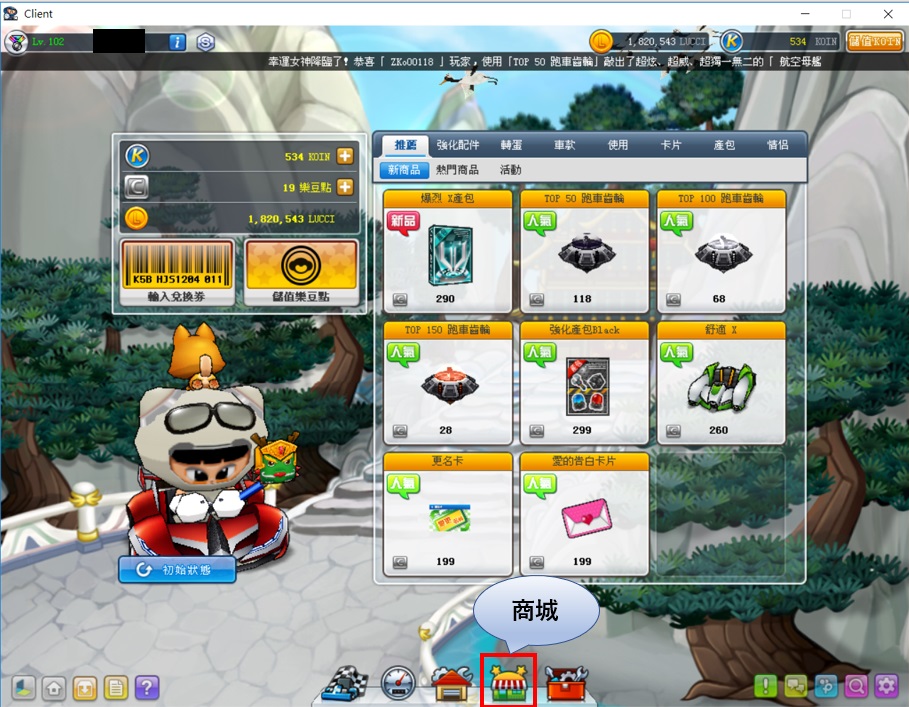 Client
Lv.102
1,820,543 LUCCI
534 KOIN
儲值KOIN
幸運女神降臨了! 恭喜「 ZKo00118 」玩家,使用「TOP 50 跑車齒輪」敲出了超炫、超威、超獨一無二的「 航空母艦
534 KOIN
19 樂豆點
1,820,543 LUCCI
K5B HJS1204 011
輸入兌換券
儲值樂豆點
推薦 強化配件 轉蛋 車款 使用 卡片 產包 情侶
新商品 熱門商品 活動
爆烈 X產包
新品
290
TOP 50 跑車齒輪
人氣
118
TOP 100 跑車齒輪
人氣
68
TOP 150 跑車齒輪
人氣
28
強化產包Black
人氣
299
舒適 X
人氣
260
更名卡
人氣
199
愛的告白卡片
人氣
199
初始狀態
商城